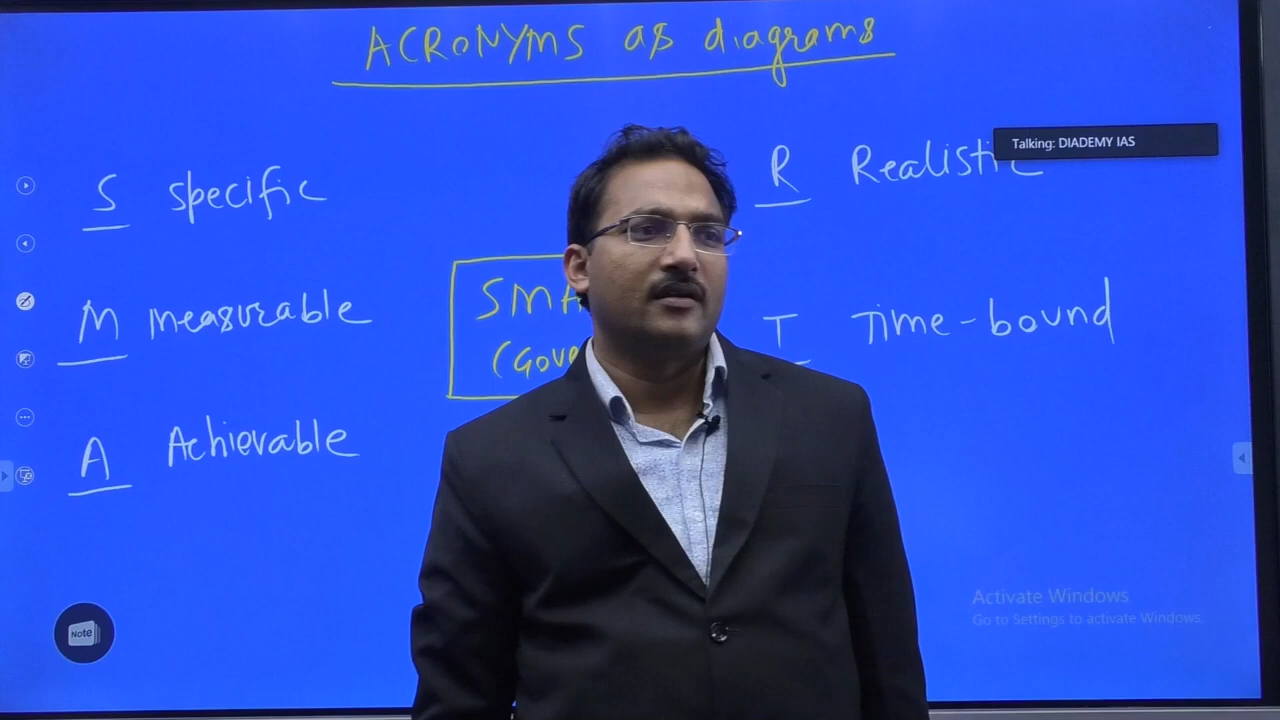 ACRONYMS as diagrams
Talking: DIADEMY IAS
S specific
R Realistic
M measurable
T Time-bound
A Achievable
Note
Activate Windows
Go to Settings to activate Windows.